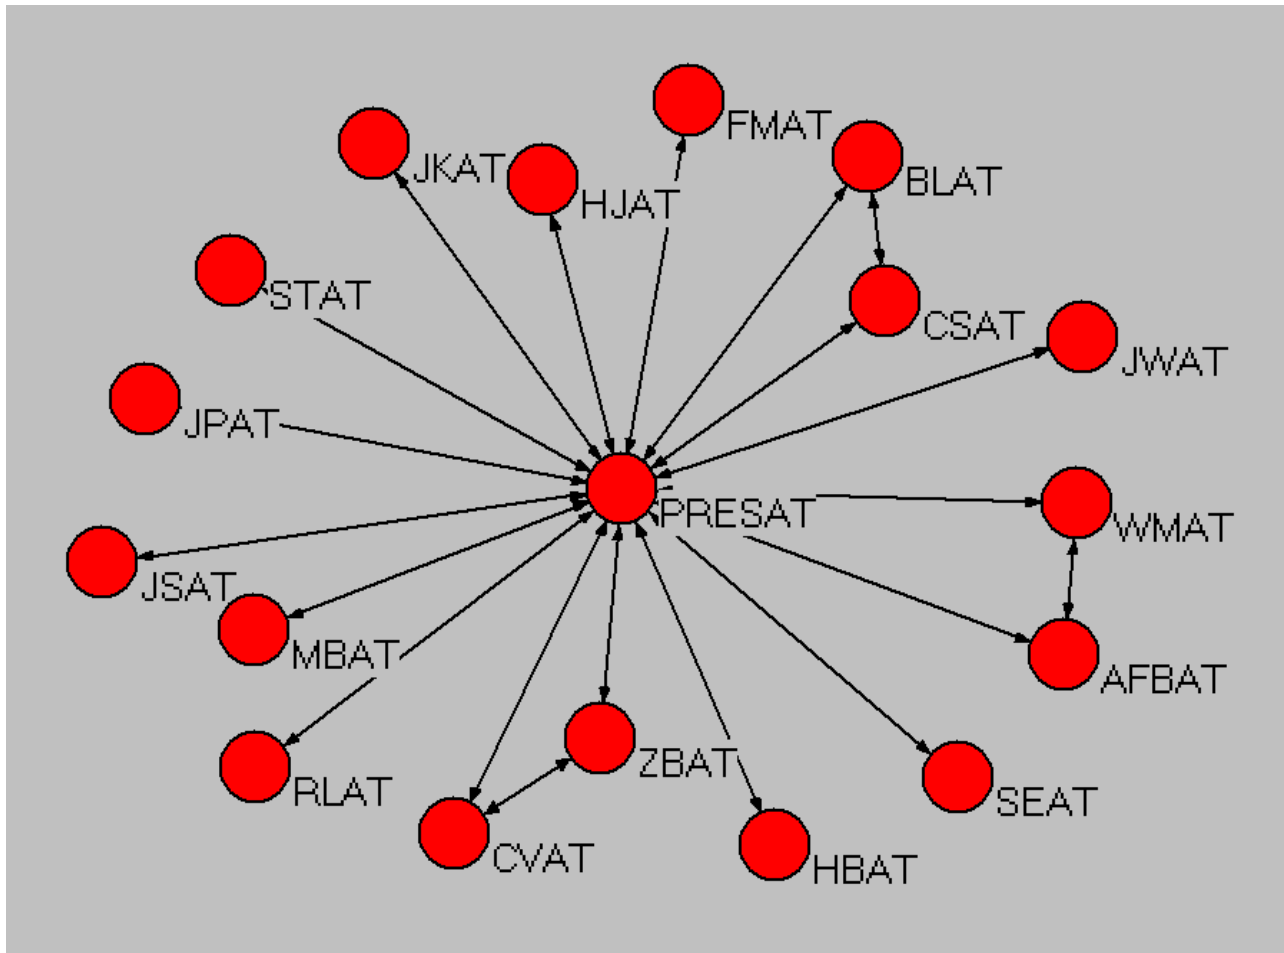 FMAT
JKAT
HJAT
BLAT
STAT
CSAT
JWAT
JPAT
PRESAT
WMAT
JSAT
MBAT
AFBAT
ZBAT
RLAT
SEAT
CVAT
HBAT